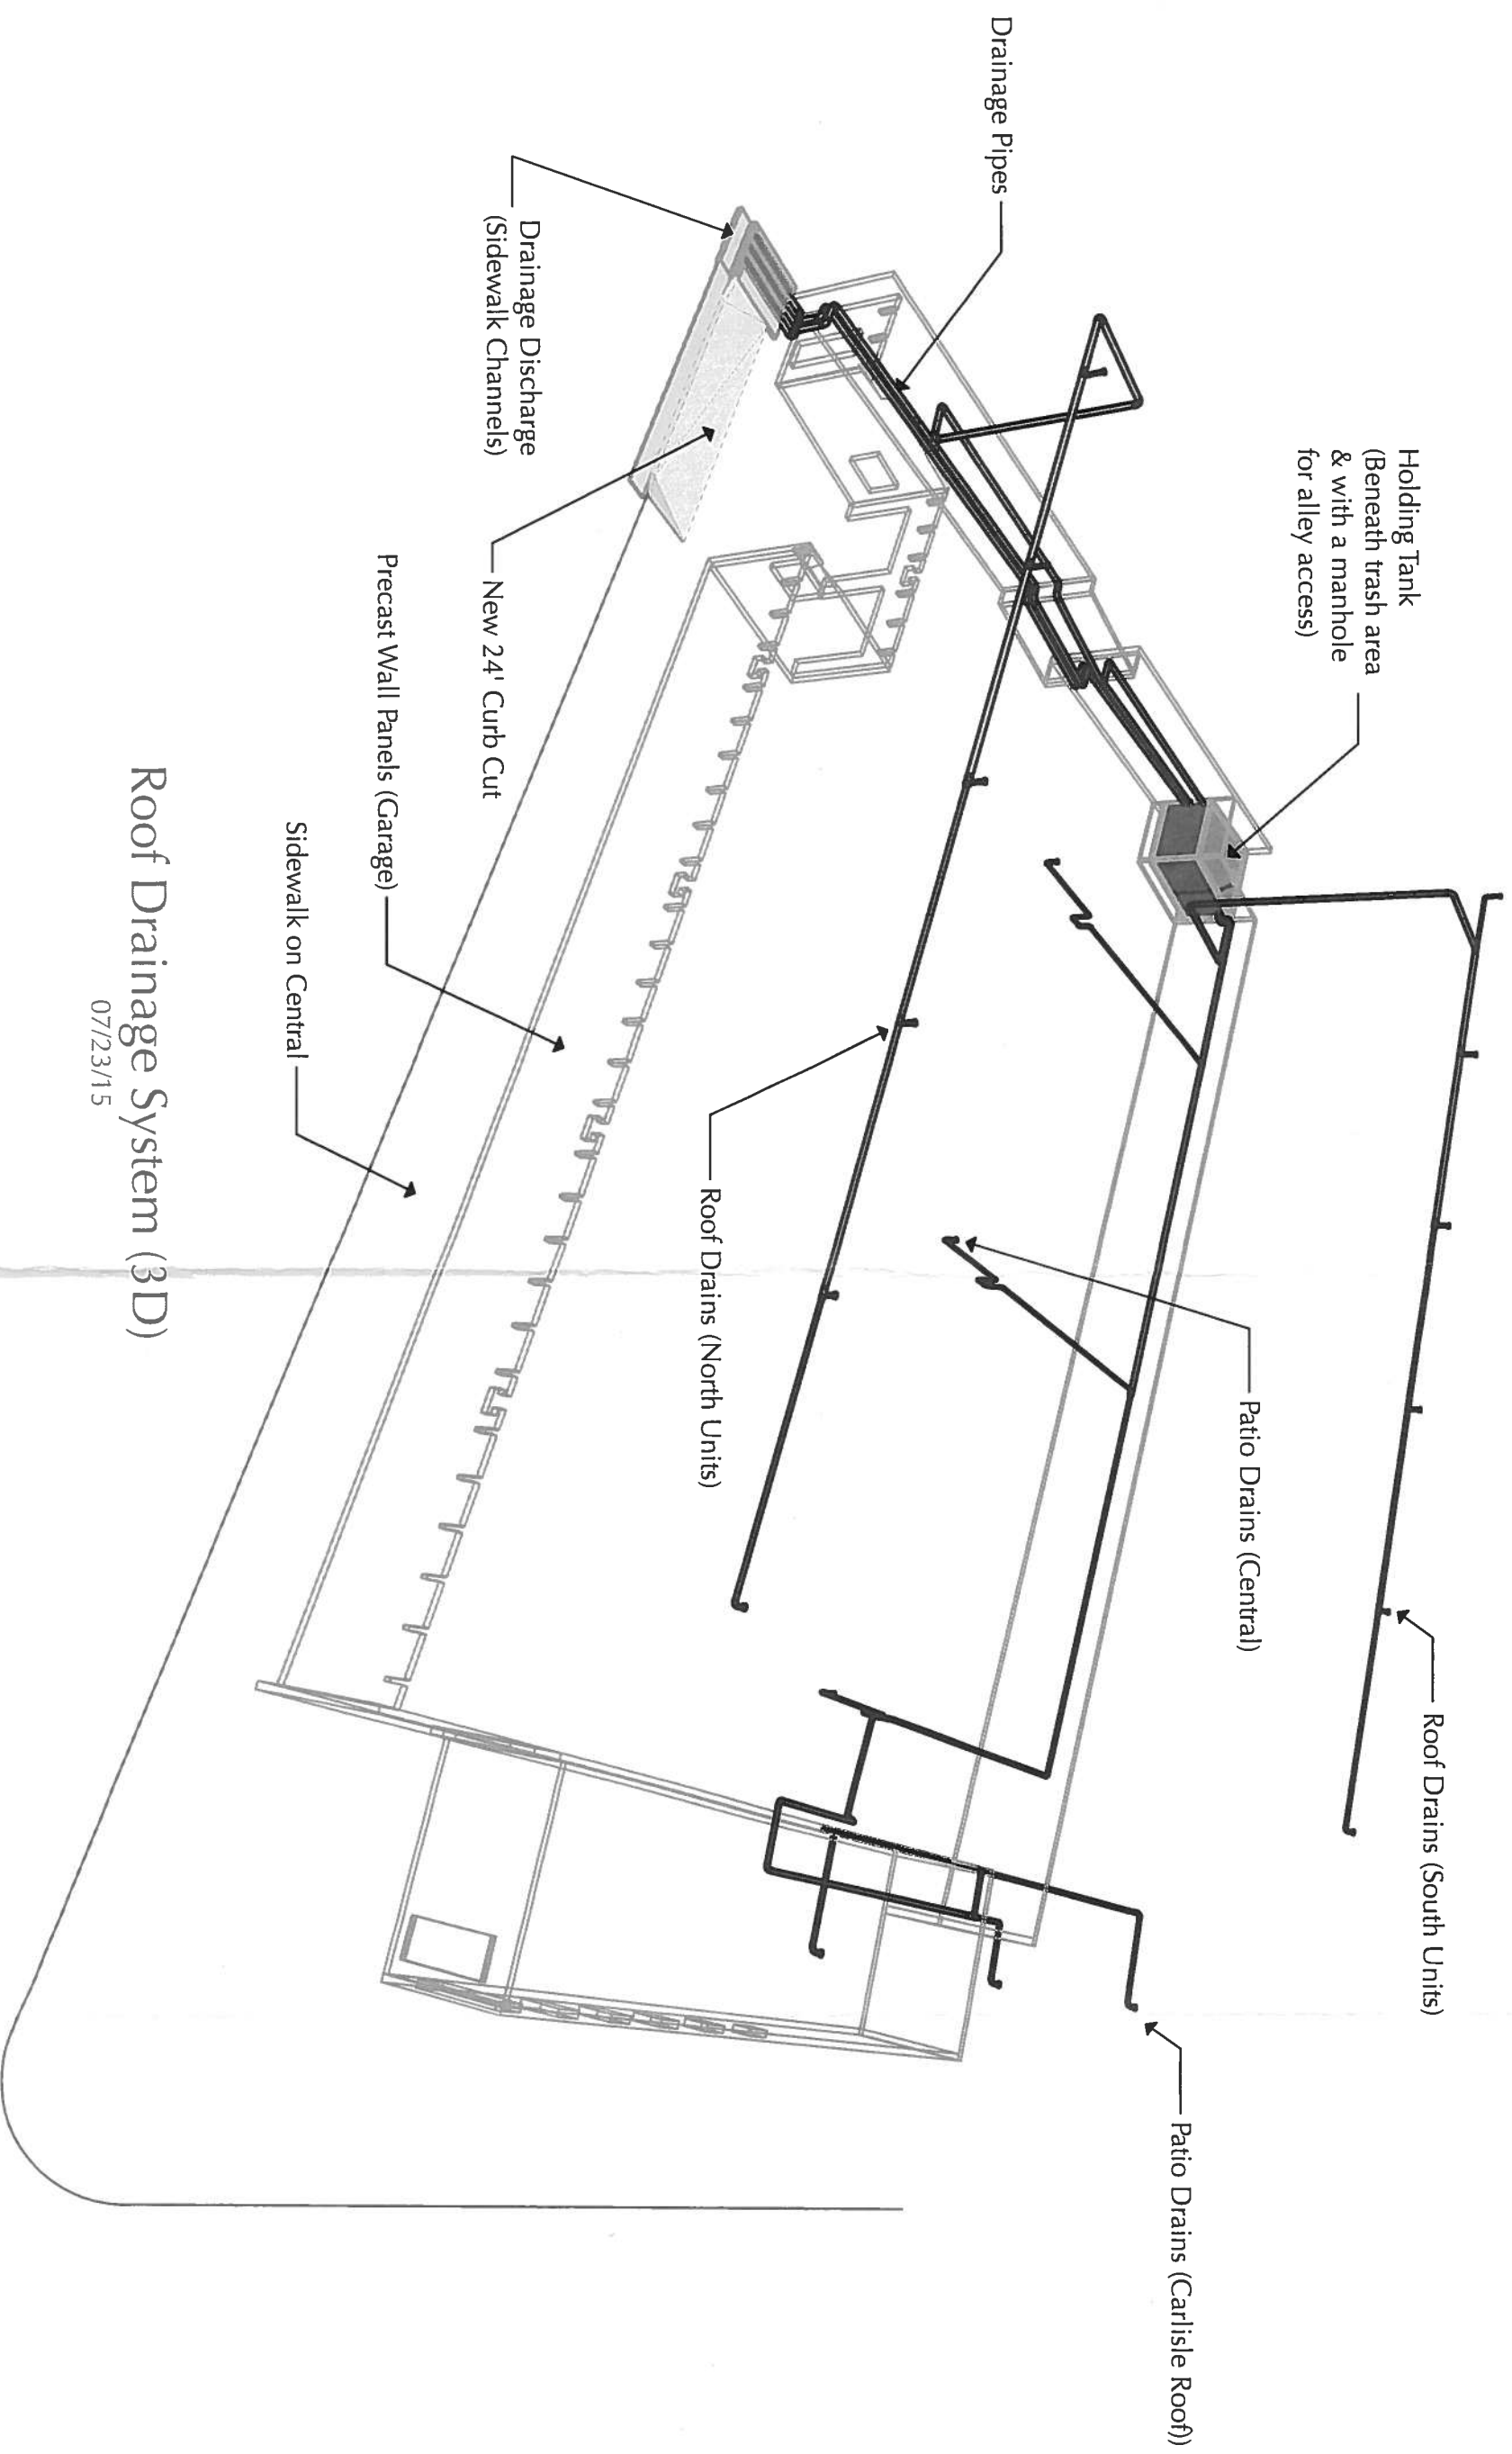 Holding Tank
(Beneath trash area
& with a manhole
for alley access)
Roof Drains (South Units)
Patio Drains (Carlisle Roof))
Patio Drains (Central)
Drainage Pipes
Roof Drains (North Units)
Drainage Discharge
(Sidewalk Channels)
New 24' Curb Cut
Precast Wall Panels (Garage)
Sidewalk on Central
Roof Drainage System (3D)
07/23/15